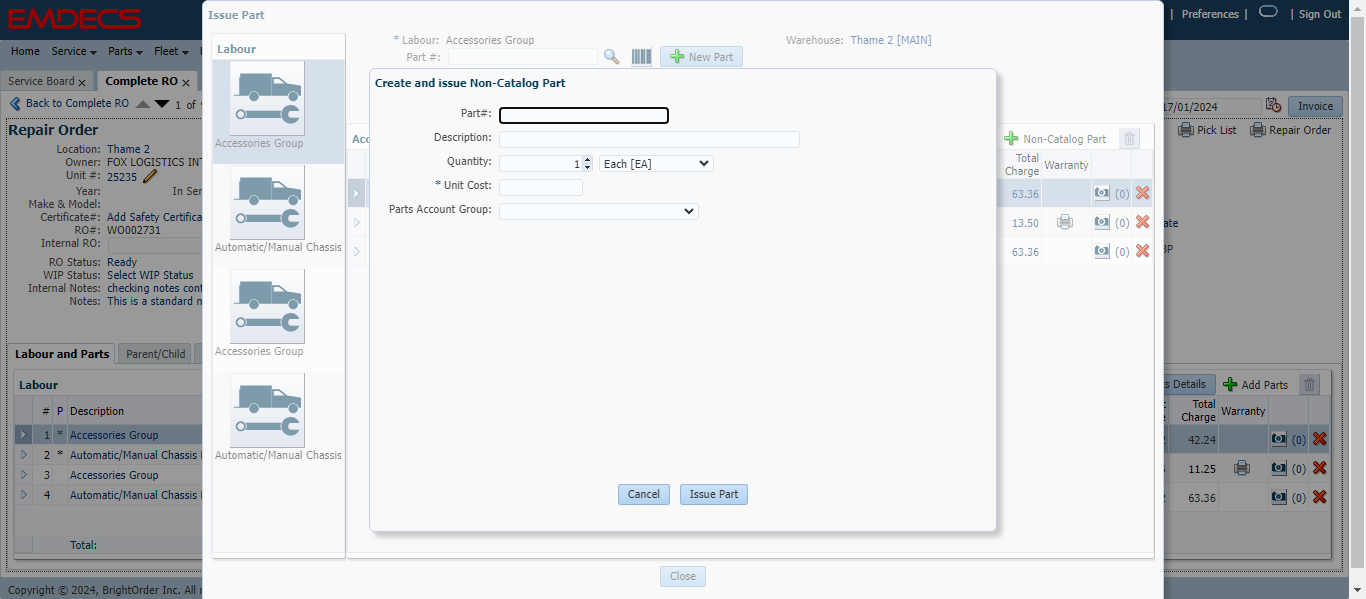 EMDECS
| Preferences | | Sign Out
Home Service Parts Fleet
Service Board x Complete RO x
Back to Complete RO 1 of
17/01/2024 Invoice
Pick List Repair Order
Repair Order
Location: Thame 2
Owner: FOX LOGISTICS INT
Unit #: 25235
Year: In Ser
Make & Model:
Certificate#: Add Safety Certifica
RO#: WO002731
Internal RO:
RO Status: Ready
WIP Status: Select WIP Status
Internal Notes: checking notes cont
Notes: This is a standard n
Labour and Parts Parent/Child
Labour
# P Description
1 * Accessories Group
2 * Automatic/Manual Chassis
3 Accessories Group
4 Automatic/Manual Chassis
Total:
Copyright © 2024, BrightOrder Inc. All
Issue Part
Labour
Accessories Group
Automatic/Manual Chassis
Accessories Group
Automatic/Manual Chassis
* Labour: Accessories Group Warehouse: Thame 2 [MAIN]
Part #: New Part
Acc
Non-Catalog Part
Total Charge Warranty
63.36 (0)
13.50 (0)
63.36 (0)
Create and issue Non-Catalog Part
Part#:
Description:
Quantity: 1 Each [EA]
* Unit Cost:
Parts Account Group:
Cancel Issue Part
Close
ate
BP
s Details Add Parts
Total Charge Warranty
42.24 (0)
11.25 (0)
63.36 (0)